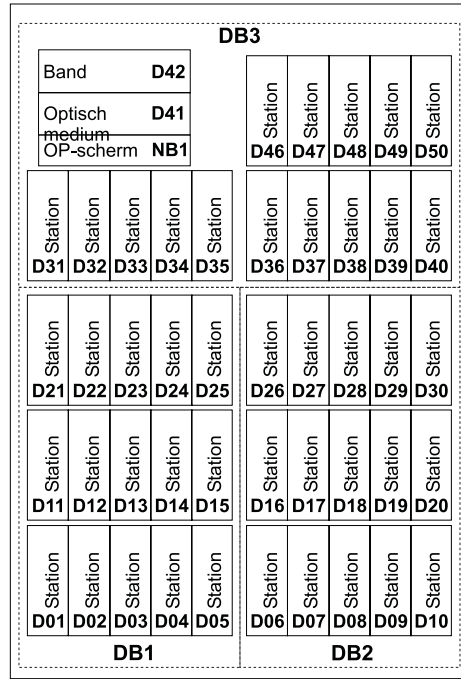 DB3
Band D42
Optisch medium D41
OP-scherm NB1
Station Station Station Station Station
D46 D47 D48 D49 D50
Station Station Station Station Station
D31 D32 D33 D34 D35
Station Station Station Station Station
D36 D37 D38 D39 D40
Station Station Station Station Station
D21 D22 D23 D24 D25
Station Station Station Station Station
D26 D27 D28 D29 D30
Station Station Station Station Station
D11 D12 D13 D14 D15
Station Station Station Station Station
D16 D17 D18 D19 D20
Station Station Station Station Station
D01 D02 D03 D04 D05
Station Station Station Station Station
D06 D07 D08 D09 D10
DB1
DB2